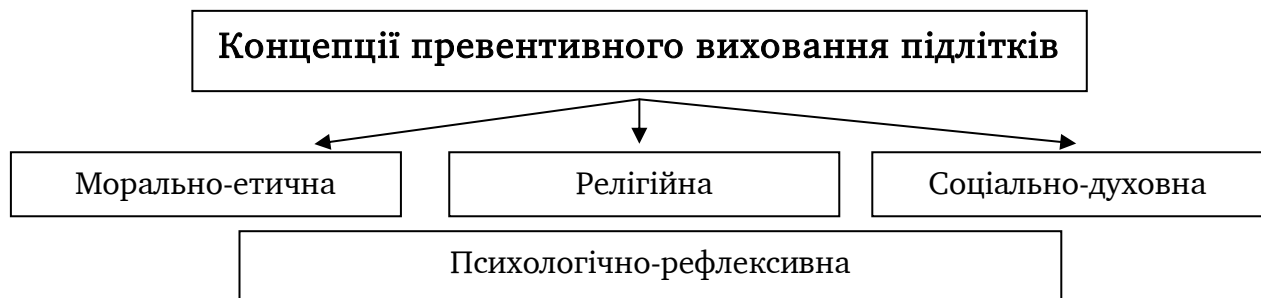 Концепції превентивного виховання підлітків
Морально-етична
Релігійна
Соціально-духовна
Психологічно-рефлексивна